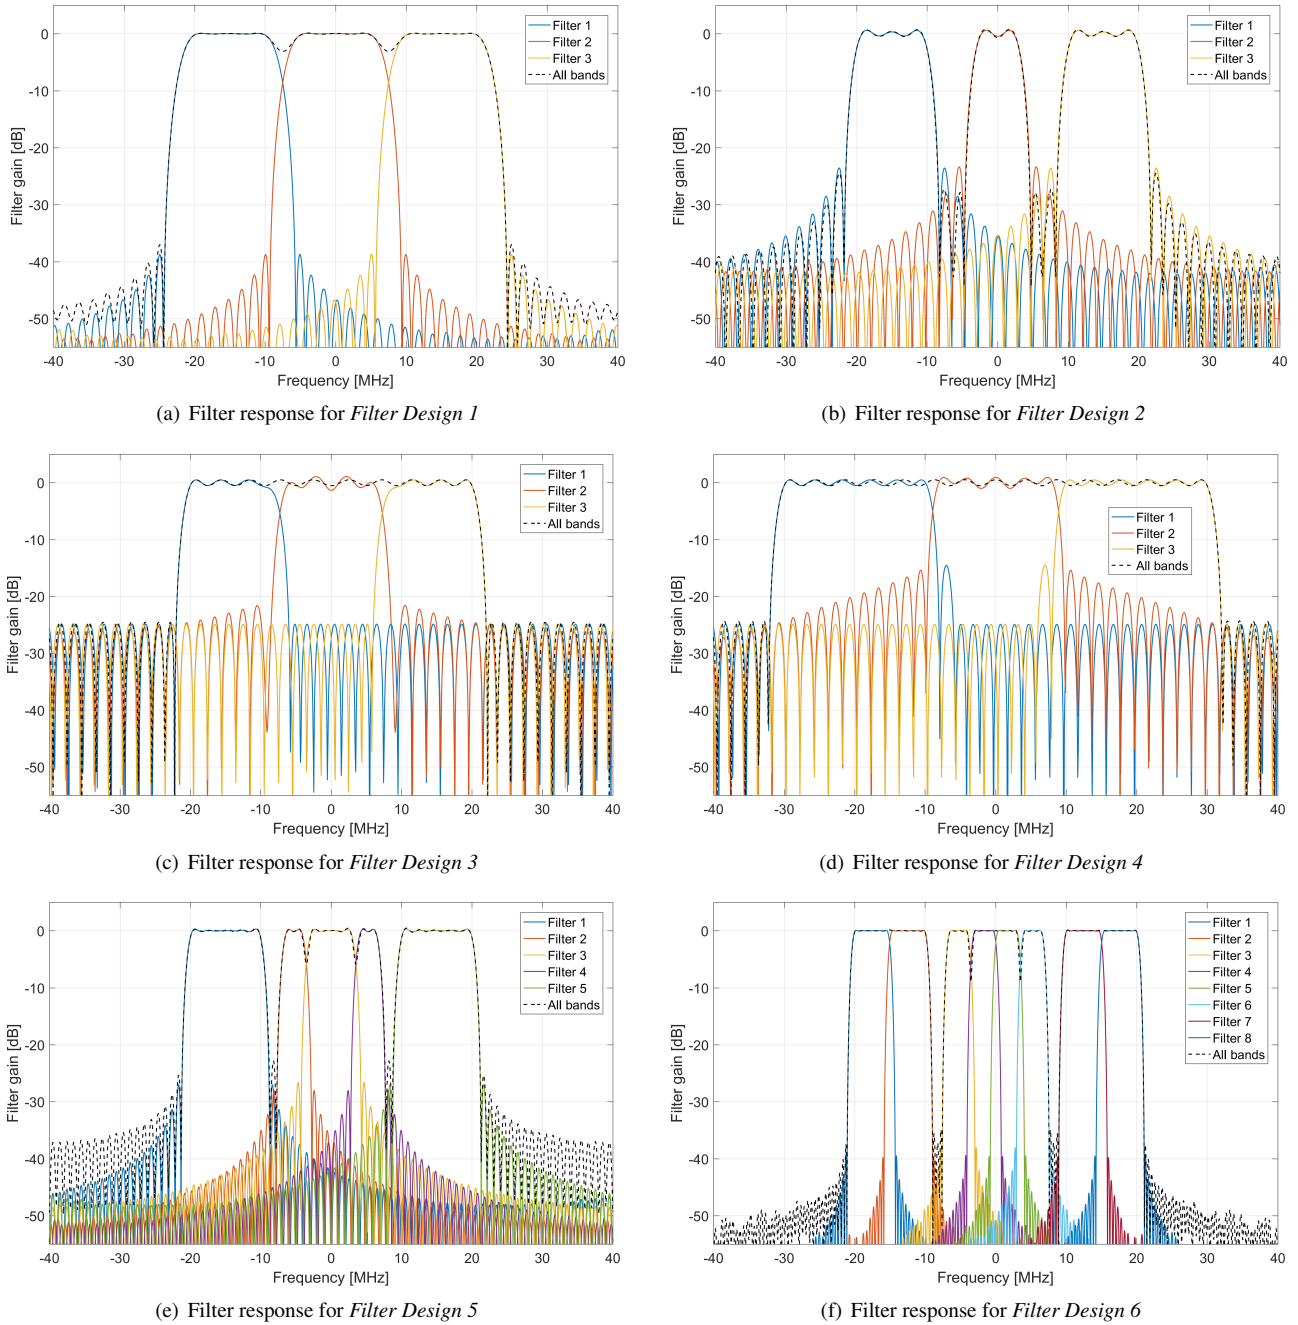 Filter 1
Filter 2
Filter 3
All bands
0
-10
-20
-30
-40
-50
Filter gain [dB]
-40 -30 -20 -10 0 10 20 30 40
Frequency [MHz]
(a) Filter response for Filter Design 1
Filter 1
Filter 2
Filter 3
All bands
0
-10
-20
-30
-40
-50
Filter gain [dB]
-40 -30 -20 -10 0 10 20 30 40
Frequency [MHz]
(b) Filter response for Filter Design 2
Filter 1
Filter 2
Filter 3
All bands
0
-10
-20
-30
-40
-50
Filter gain [dB]
-40 -30 -20 -10 0 10 20 30 40
Frequency [MHz]
(c) Filter response for Filter Design 3
Filter 1
Filter 2
Filter 3
All bands
0
-10
-20
-30
-40
-50
Filter gain [dB]
-40 -30 -20 -10 0 10 20 30 40
Frequency [MHz]
(d) Filter response for Filter Design 4
Filter 1
Filter 2
Filter 3
Filter 4
Filter 5
All bands
0
-10
-20
-30
-40
-50
Filter gain [dB]
-40 -30 -20 -10 0 10 20 30 40
Frequency [MHz]
(e) Filter response for Filter Design 5
Filter 1
Filter 2
Filter 3
Filter 4
Filter 5
Filter 6
Filter 7
Filter 8
All bands
0
-10
-20
-30
-40
-50
Filter gain [dB]
-40 -30 -20 -10 0 10 20 30 40
Frequency [MHz]
(f) Filter response for Filter Design 6